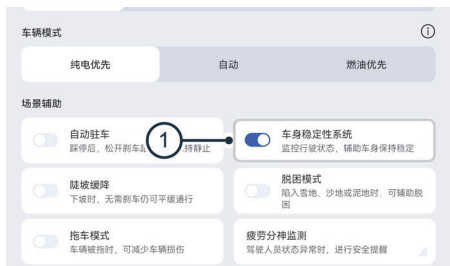 车辆模式
纯电优先
自动
燃油优先
场景辅助
自动驻车
踩停后，松开刹车
持静止
1
车身稳定性系统
监控行驶状态，辅助车身保持稳定
陡坡缓降
下坡时，无需刹车仍可平缓通行
脱困模式
陷入雪地、沙地或泥地时，可辅助脱
困
拖车模式
车辆被拖时，可减少车辆损伤
疲劳分神监测
驾驶人员状态异常时，进行安全提醒